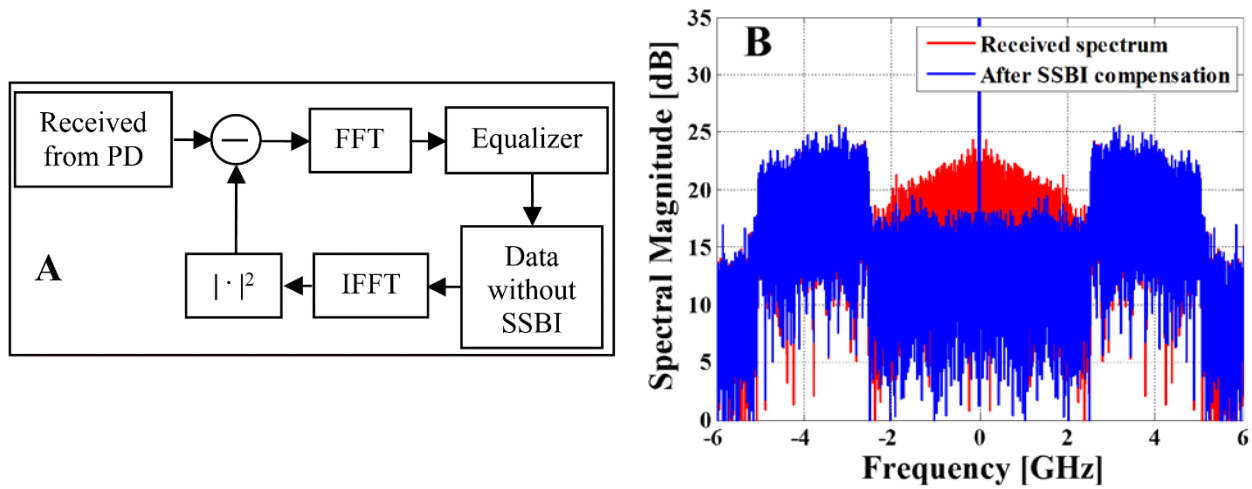 Received
from PD
−
FFT
Equalizer
Data
without
SSBI
IFFT
| · |²
A
B
Received spectrum
After SSBI compensation
Spectral Magnitude [dB]
35
30
25
20
15
10
5
0
-6
-4
-2
0
2
4
6
Frequency [GHz]